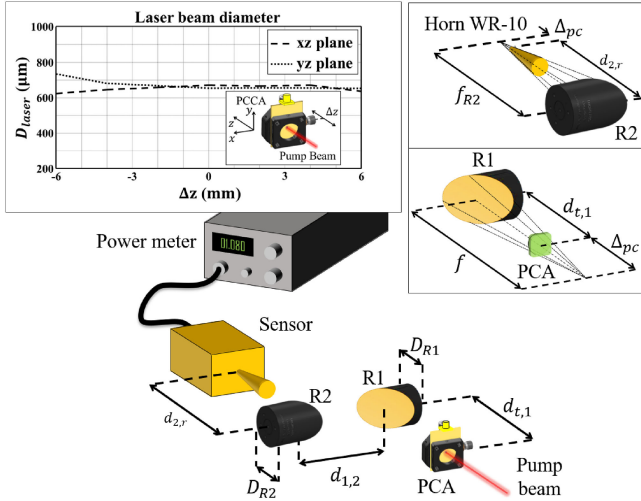 Laser beam diameter
1000
800
600
400
200
D_laser (μm)
xz plane
yz plane
PCCA
y
z
x
Δz
Pump Beam
-6
-3
0
3
6
Δz (mm)
Horn WR-10
Δ_pc
d_2,r
f_R2
R2
R1
d_t,1
PCA
Δ_pc
f
Power meter
01.080
Sensor
d_2,r
R2
D_R2
d_1,2
R1
D_R1
d_t,1
PCA
Pump
beam